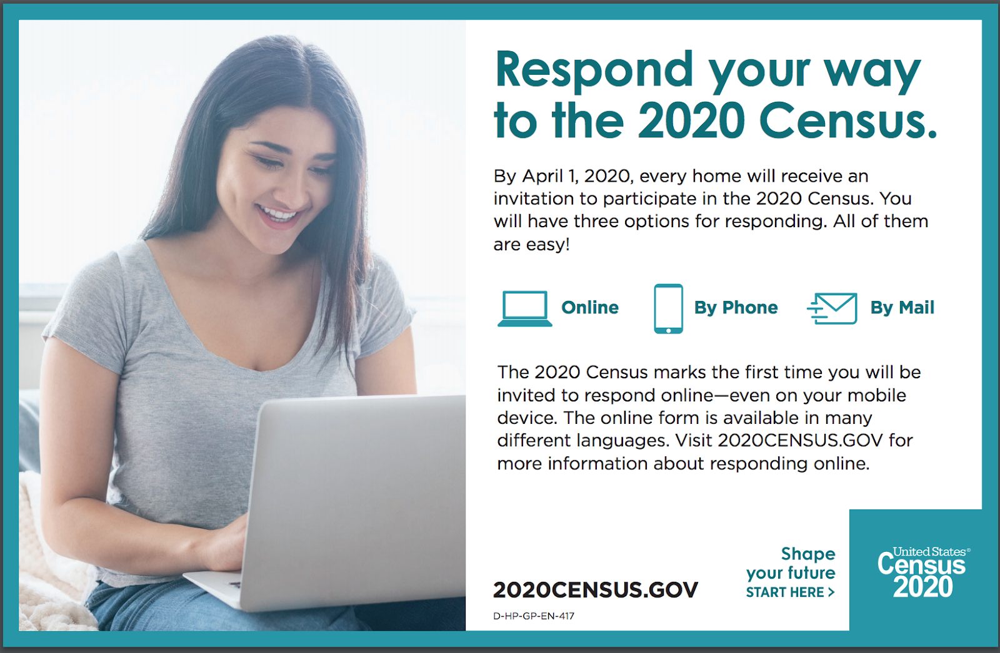 Respond your way
to the 2020 Census.
By April 1, 2020, every home will receive an
invitation to participate in the 2020 Census. You
will have three options for responding. All of them
are easy!
Online
By Phone
By Mail
The 2020 Census marks the first time you will be
invited to respond online—even on your mobile
device. The online form is available in many
different languages. Visit 2020CENSUS.GOV for
more information about responding online.
2020CENSUS.GOV
D-HP-GP-EN-417
Shape
your future
START HERE >
United States®
Census
2020